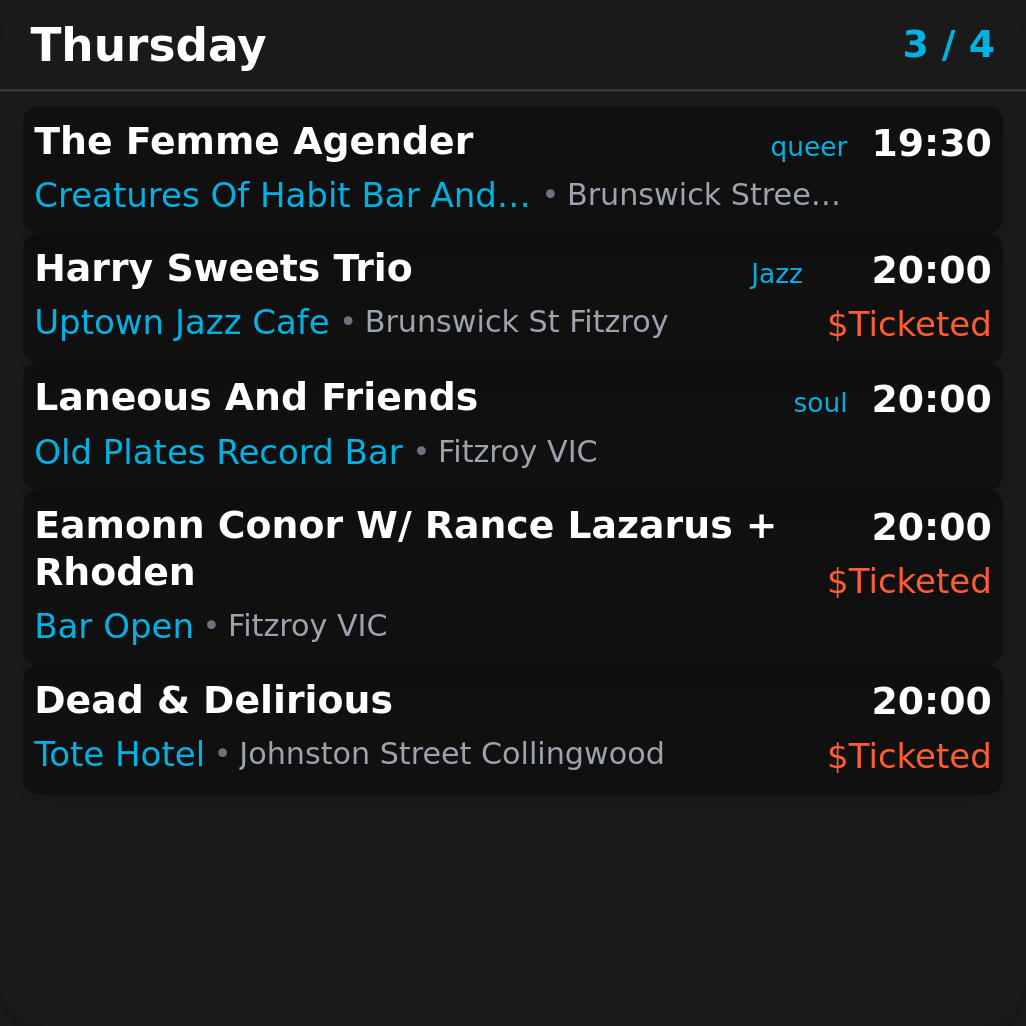 Thursday 3 / 4
The Femme Agender queer 19:30
Creatures Of Habit Bar And… • Brunswick Stree…
Harry Sweets Trio Jazz 20:00
Uptown Jazz Cafe • Brunswick St Fitzroy $Ticketed
Laneous And Friends soul 20:00
Old Plates Record Bar • Fitzroy VIC
Eamonn Conor W/ Rance Lazarus + 20:00
Rhoden $Ticketed
Bar Open • Fitzroy VIC
Dead & Delirious 20:00
Tote Hotel • Johnston Street Collingwood $Ticketed